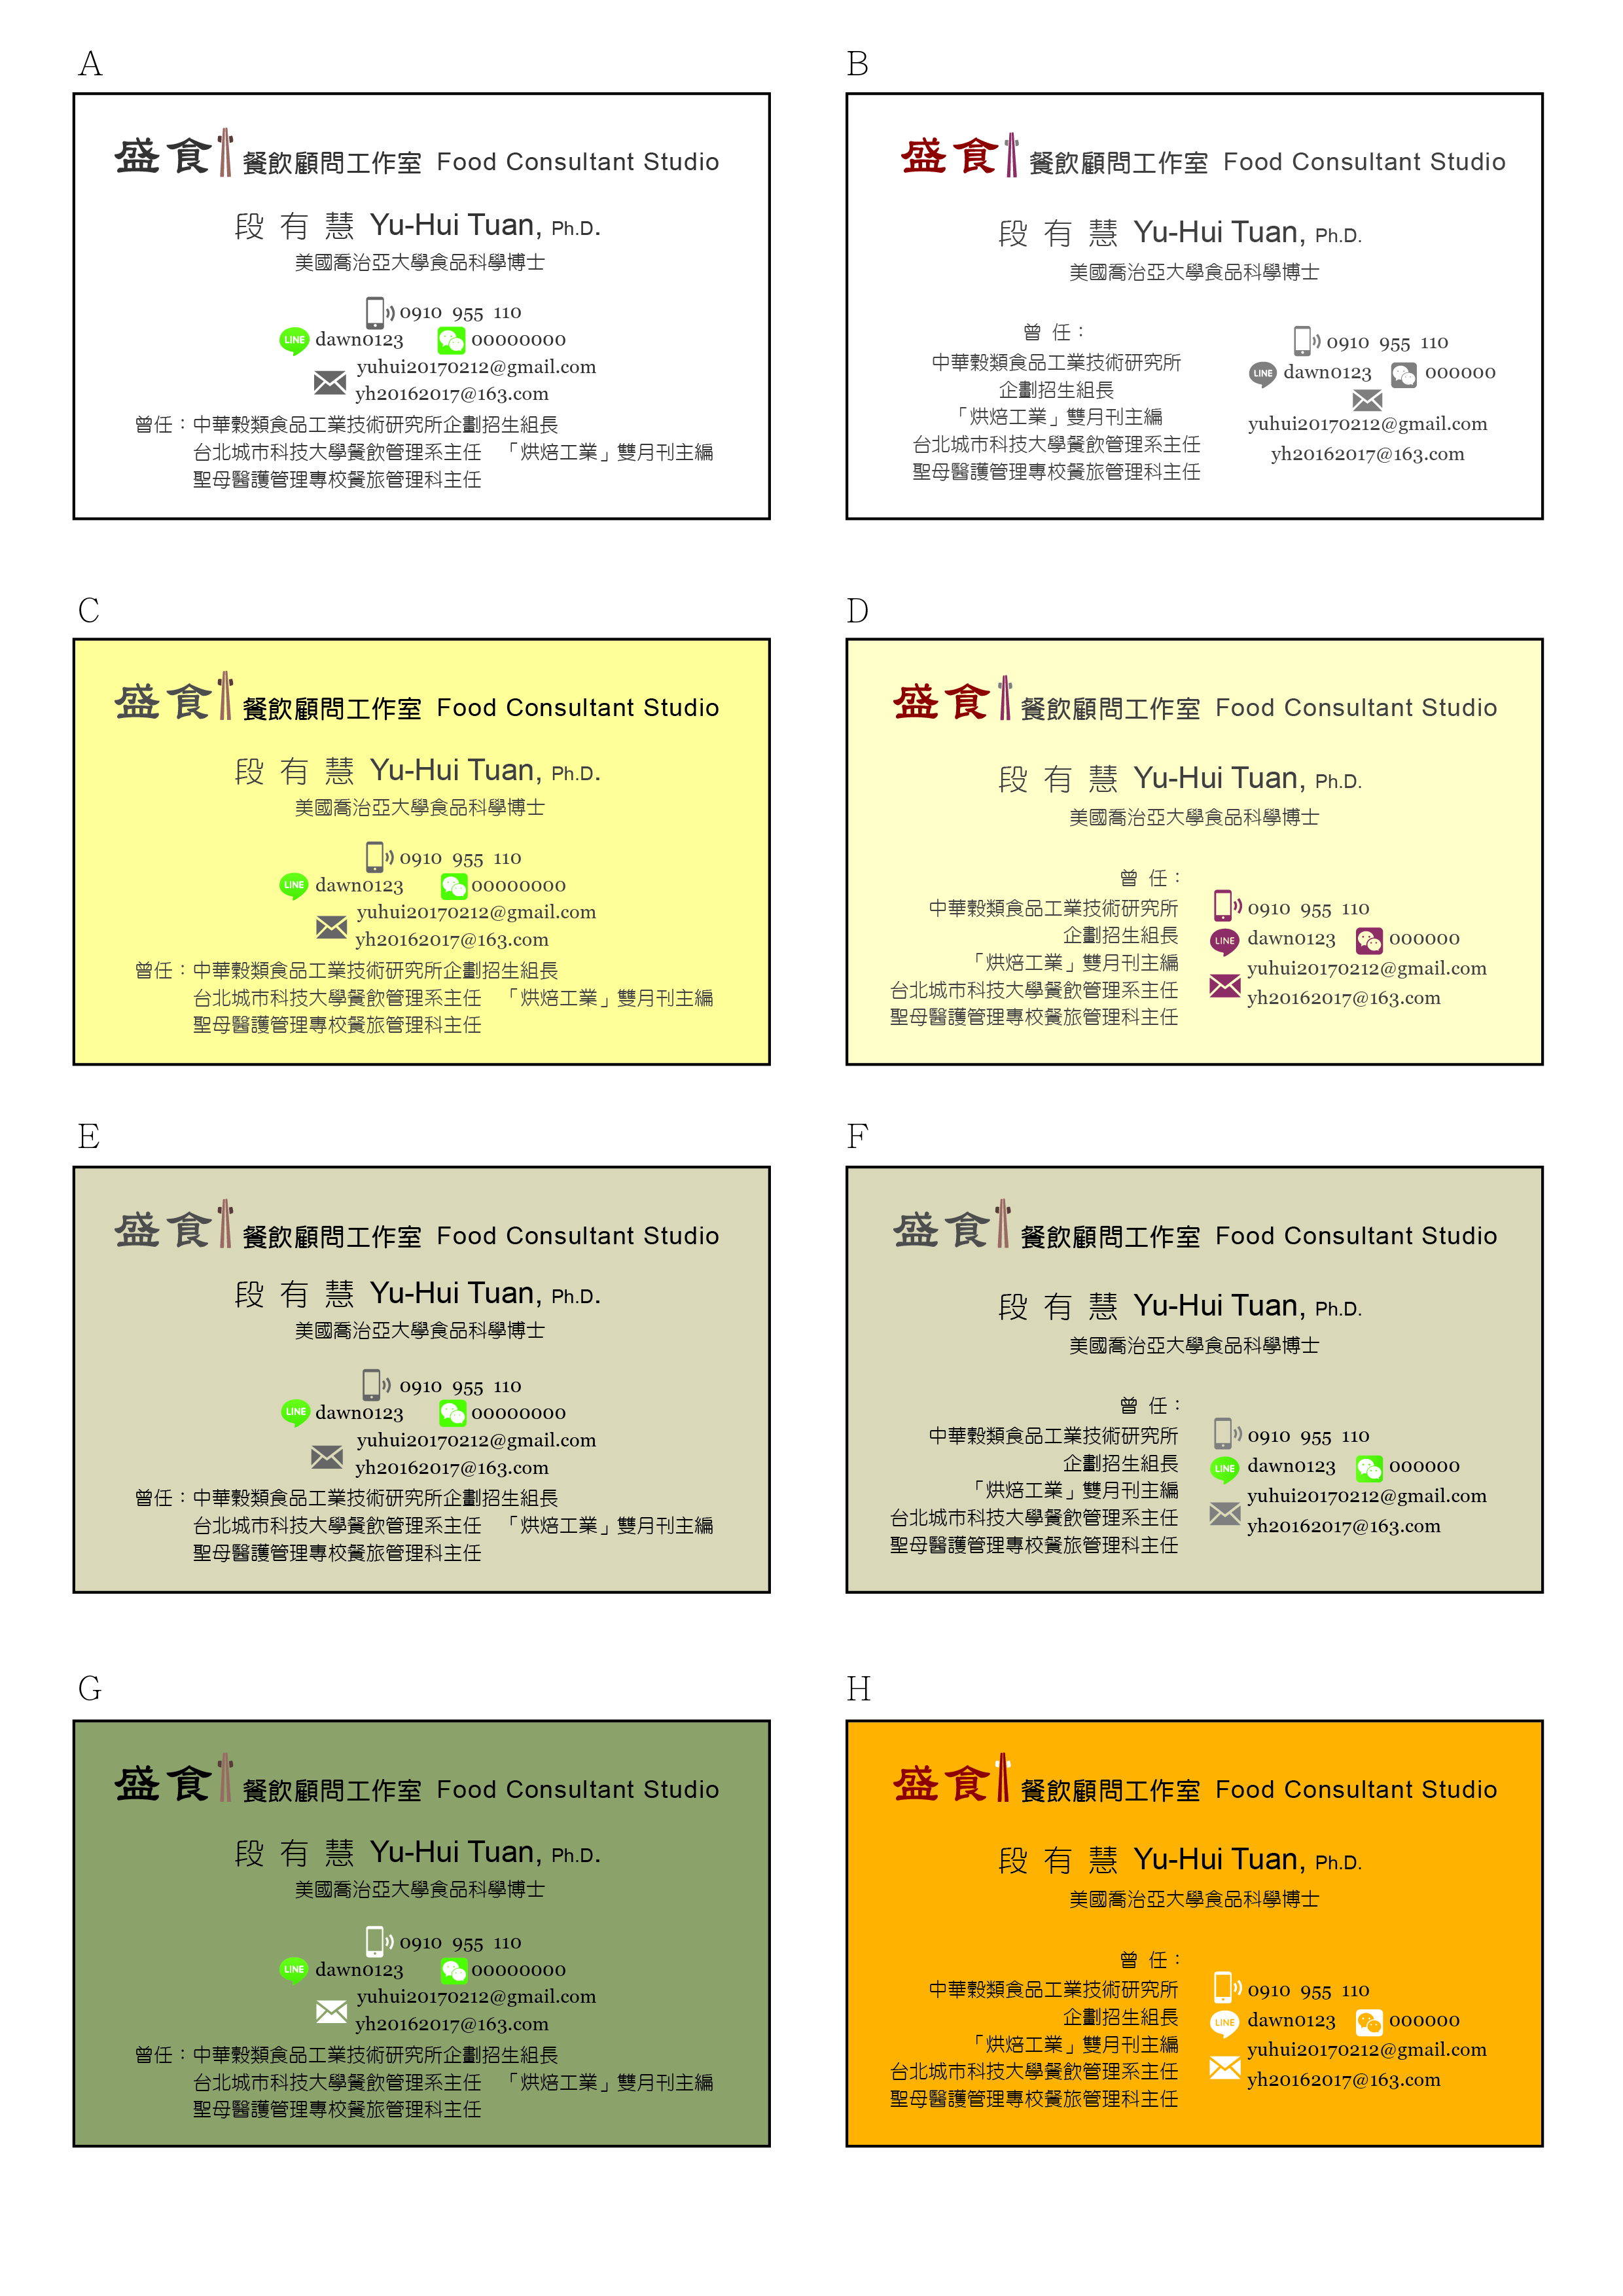 A
盛食 餐飲顧問工作室 Food Consultant Studio
段 有 慧 Yu-Hui Tuan, Ph.D.
美國喬治亞大學食品科學博士
0910 955 110
LINE dawn0123 00000000
yuhui20170212@gmail.com
yh20162017@163.com
曾任：中華穀類食品工業技術研究所企劃招生組長
台北城市科技大學餐飲管理系主任 「烘焙工業」雙月刊主編
聖母醫護管理專校餐旅管理科主任
B
盛食 餐飲顧問工作室 Food Consultant Studio
段 有 慧 Yu-Hui Tuan, Ph.D.
美國喬治亞大學食品科學博士
曾 任：
中華穀類食品工業技術研究所
企劃招生組長
「烘焙工業」雙月刊主編
台北城市科技大學餐飲管理系主任
聖母醫護管理專校餐旅管理科主任
0910 955 110
LINE dawn0123 000000
yuhui20170212@gmail.com
yh20162017@163.com
C
盛食 餐飲顧問工作室 Food Consultant Studio
段 有 慧 Yu-Hui Tuan, Ph.D.
美國喬治亞大學食品科學博士
0910 955 110
LINE dawn0123 00000000
yuhui20170212@gmail.com
yh20162017@163.com
曾任：中華穀類食品工業技術研究所企劃招生組長
台北城市科技大學餐飲管理系主任 「烘焙工業」雙月刊主編
聖母醫護管理專校餐旅管理科主任
D
盛食 餐飲顧問工作室 Food Consultant Studio
段 有 慧 Yu-Hui Tuan, Ph.D.
美國喬治亞大學食品科學博士
曾 任：
中華穀類食品工業技術研究所
企劃招生組長
「烘焙工業」雙月刊主編
台北城市科技大學餐飲管理系主任
聖母醫護管理專校餐旅管理科主任
0910 955 110
LINE dawn0123 000000
yuhui20170212@gmail.com
yh20162017@163.com
E
盛食 餐飲顧問工作室 Food Consultant Studio
段 有 慧 Yu-Hui Tuan, Ph.D.
美國喬治亞大學食品科學博士
0910 955 110
LINE dawn0123 00000000
yuhui20170212@gmail.com
yh20162017@163.com
曾任：中華穀類食品工業技術研究所企劃招生組長
台北城市科技大學餐飲管理系主任 「烘焙工業」雙月刊主編
聖母醫護管理專校餐旅管理科主任
F
盛食 餐飲顧問工作室 Food Consultant Studio
段 有 慧 Yu-Hui Tuan, Ph.D.
美國喬治亞大學食品科學博士
曾 任：
中華穀類食品工業技術研究所
企劃招生組長
「烘焙工業」雙月刊主編
台北城市科技大學餐飲管理系主任
聖母醫護管理專校餐旅管理科主任
0910 955 110
LINE dawn0123 000000
yuhui20170212@gmail.com
yh20162017@163.com
G
盛食 餐飲顧問工作室 Food Consultant Studio
段 有 慧 Yu-Hui Tuan, Ph.D.
美國喬治亞大學食品科學博士
0910 955 110
LINE dawn0123 00000000
yuhui20170212@gmail.com
yh20162017@163.com
曾任：中華穀類食品工業技術研究所企劃招生組長
台北城市科技大學餐飲管理系主任 「烘焙工業」雙月刊主編
聖母醫護管理專校餐旅管理科主任
H
盛食 餐飲顧問工作室 Food Consultant Studio
段 有 慧 Yu-Hui Tuan, Ph.D.
美國喬治亞大學食品科學博士
曾 任：
中華穀類食品工業技術研究所
企劃招生組長
「烘焙工業」雙月刊主編
台北城市科技大學餐飲管理系主任
聖母醫護管理專校餐旅管理科主任
0910 955 110
LINE dawn0123 000000
yuhui20170212@gmail.com
yh20162017@163.com